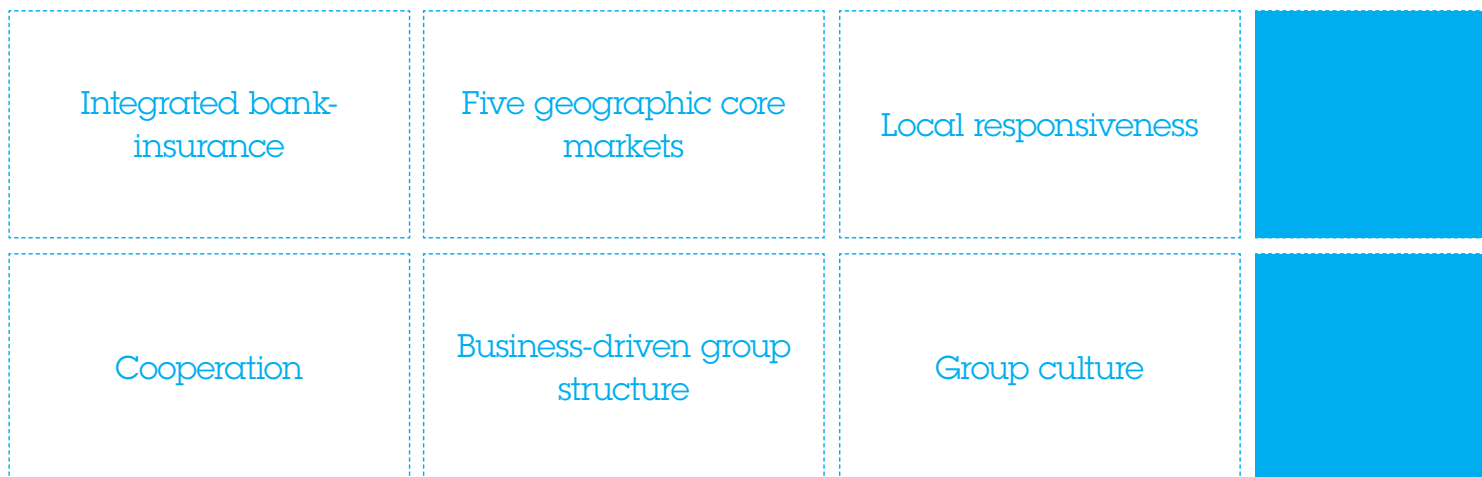 Integrated bank-
insurance
Five geographic core
markets
Local responsiveness
Cooperation
Business-driven group
structure
Group culture